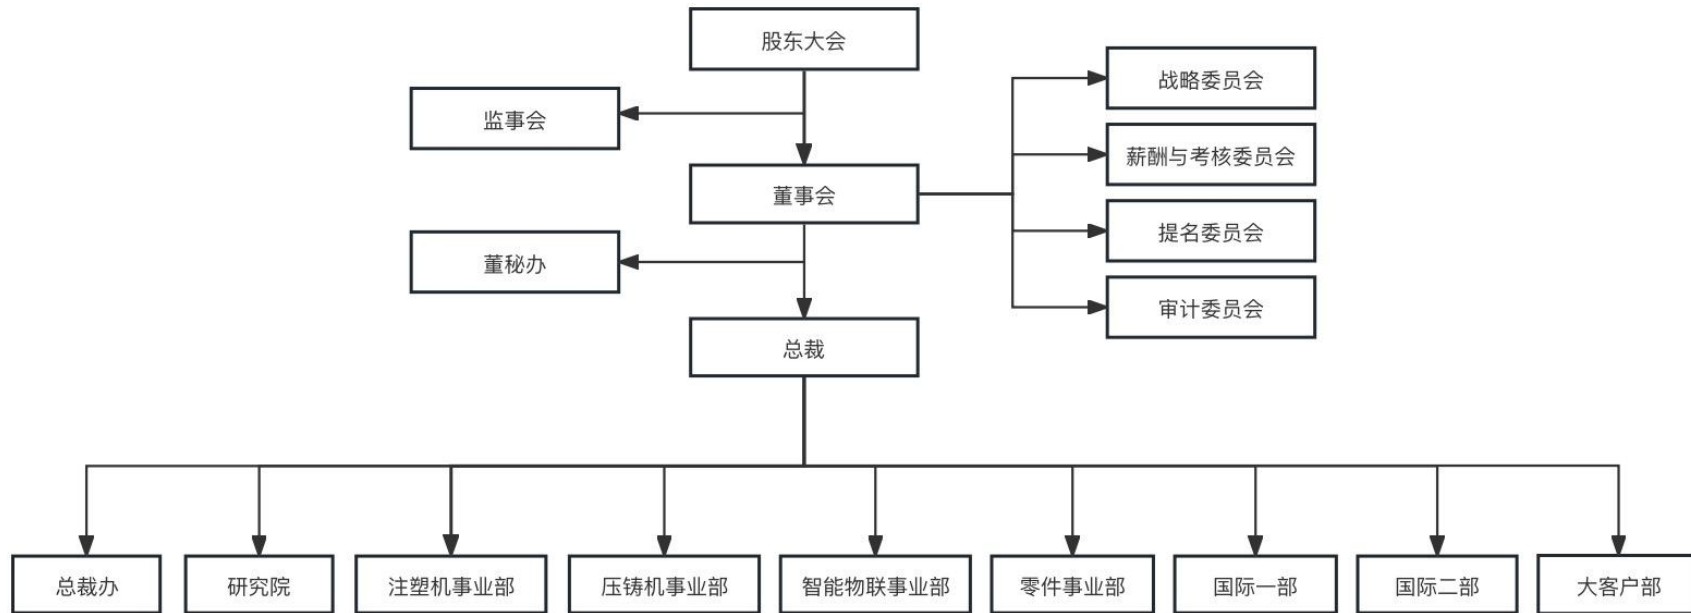 股东大会
监事会
董事会
董秘办
总裁
战略委员会
薪酬与考核委员会
提名委员会
审计委员会
总裁办
研究院
注塑机事业部
压铸机事业部
智能物联事业部
零件事业部
国际一部
国际二部
大客户部